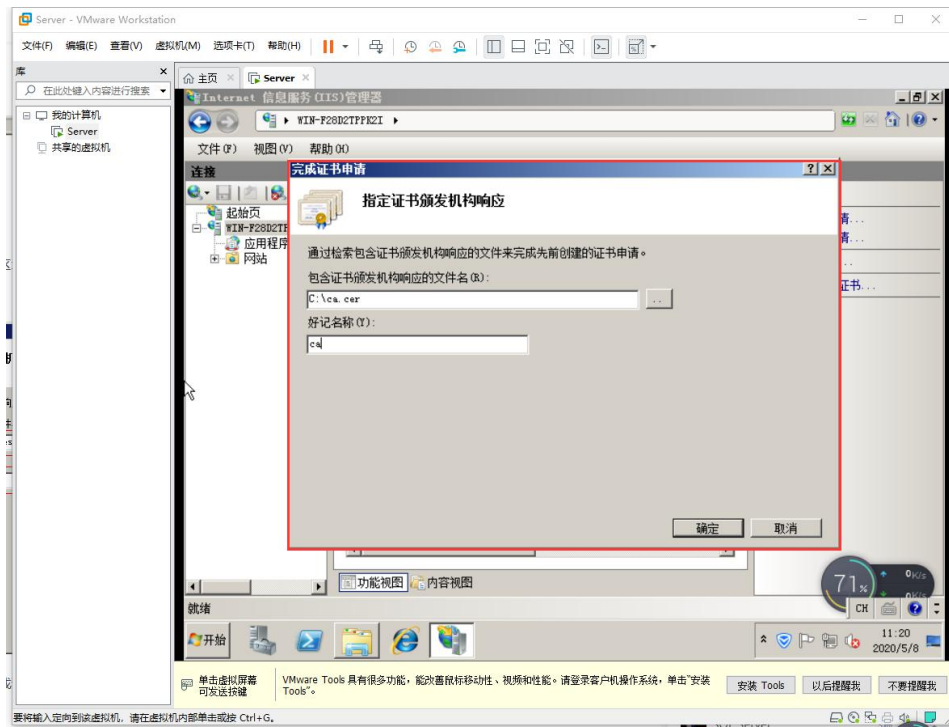 Server - VMware Workstation
文件(F) 编辑(E) 查看(V) 虚拟机(M) 选项卡(T) 帮助(H)
库
在此处键入内容进行搜索
我的计算机
Server
共享的虚拟机
主页
Server
Internet 信息服务(IIS)管理器
WIN-F28D2TPPK2I
文件(F) 视图(V) 帮助(H)
连接
起始页
WIN-F28D2TP
应用程序
网站
完成证书申请
指定证书颁发机构响应
通过检索包含证书颁发机构响应的文件来完成先前创建的证书申请。
包含证书颁发机构响应的文件名(R):
C:\ca.cer
..
好记名称(Y):
ca
确定
取消
请...
请...
...
证书...
功能视图
内容视图
就绪
71%
0K/s
0K/s
CH
开始
11:20
2020/5/8
单击虚拟屏幕
可发送按键
VMware Tools 具有很多功能，能改善鼠标移动性、视频和性能。请登录客户机操作系统，单击“安装
Tools”。
安装 Tools
以后提醒我
不要提醒我
要将输入定向到该虚拟机，请在虚拟机内部单击或按 Ctrl+G。